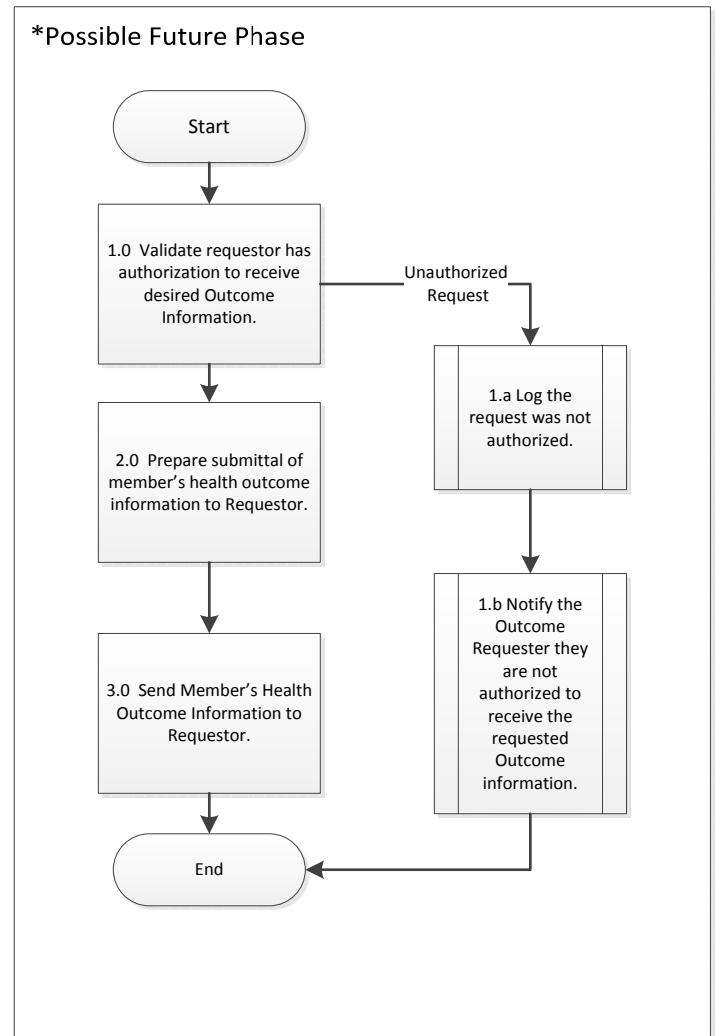 *Possible Future Phase
Start
1.0  Validate requestor has
authorization to receive
desired Outcome
Information.
Unauthorized
Request
1.a Log the
request was not
authorized.
2.0  Prepare submittal of
member's health outcome
information to Requestor.
1.b Notify the
Outcome
Requester they
are not
authorized to
receive the
requested
Outcome
information.
3.0  Send Member's Health
Outcome Information to
Requestor.
End